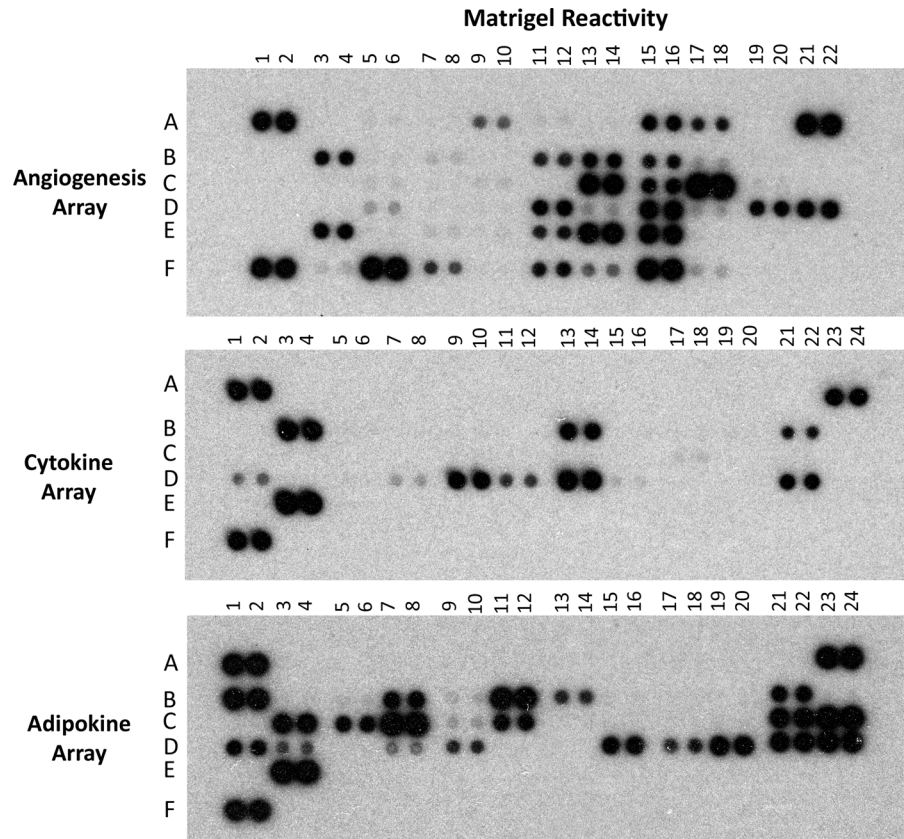 Matrigel Reactivity
1 2 3 4 5 6 7 8 9 10 11 12 13 14 15 16 17 18 19 20 21 22
A
B
C
D
E
F
Angiogenesis
Array
1 2 3 4 5 6 7 8 9 10 11 12 13 14 15 16 17 18 19 20 21 22 23 24
A
B
C
D
E
F
Cytokine
Array
1 2 3 4 5 6 7 8 9 10 11 12 13 14 15 16 17 18 19 20 21 22 23 24
A
B
C
D
E
F
Adipokine
Array